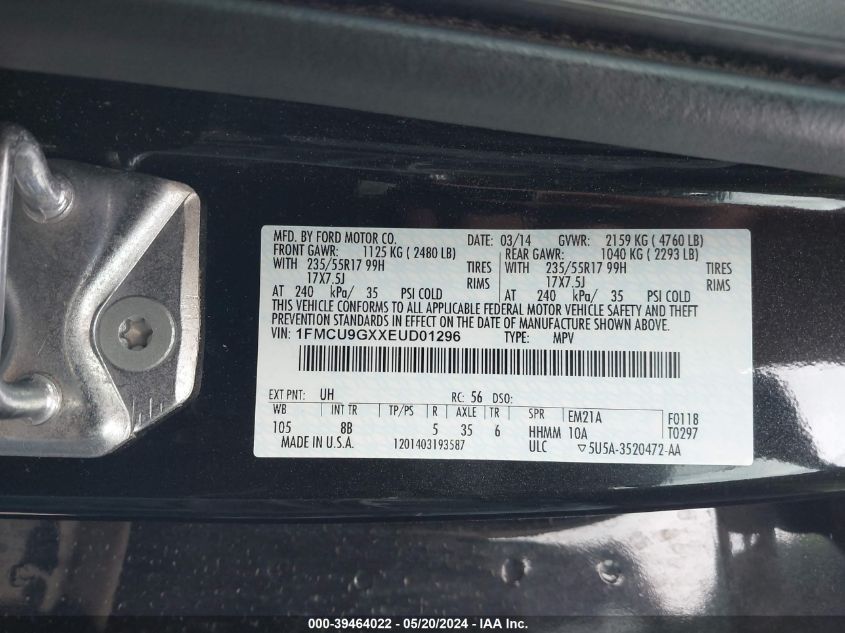 MFD. BY FORD MOTOR CO. DATE: 03/14 GVWR: 2159 KG ( 4760 LB)
FRONT GAWR: 1125 KG ( 2480 LB) REAR GAWR: 1040 KG ( 2293 LB)
WITH 235/55R17 99H TIRES WITH 235/55R17 99H TIRES
17X7.5J RIMS 17X7.5J RIMS
AT 240 kPa/ 35 PSI COLD AT 240 kPa/ 35 PSI COLD
THIS VEHICLE CONFORMS TO ALL APPLICABLE FEDERAL MOTOR VEHICLE SAFETY AND THEFT
PREVENTION STANDARDS IN EFFECT ON THE DATE OF MANUFACTURE SHOWN ABOVE.
VIN: 1FMCU9GXXEUD01296 TYPE: MPV
EXT PNT: UH RC: 56 DSO:
WB INT TR TP/PS R AXLE TR SPR EM21A F0118
105 8B 5 35 6 HHMM 10A T0297
MADE IN U.S.A. 1201403193587 ULC ▽5U5A-3520472-AA
000-39464022 - 05/20/2024 - IAA Inc.